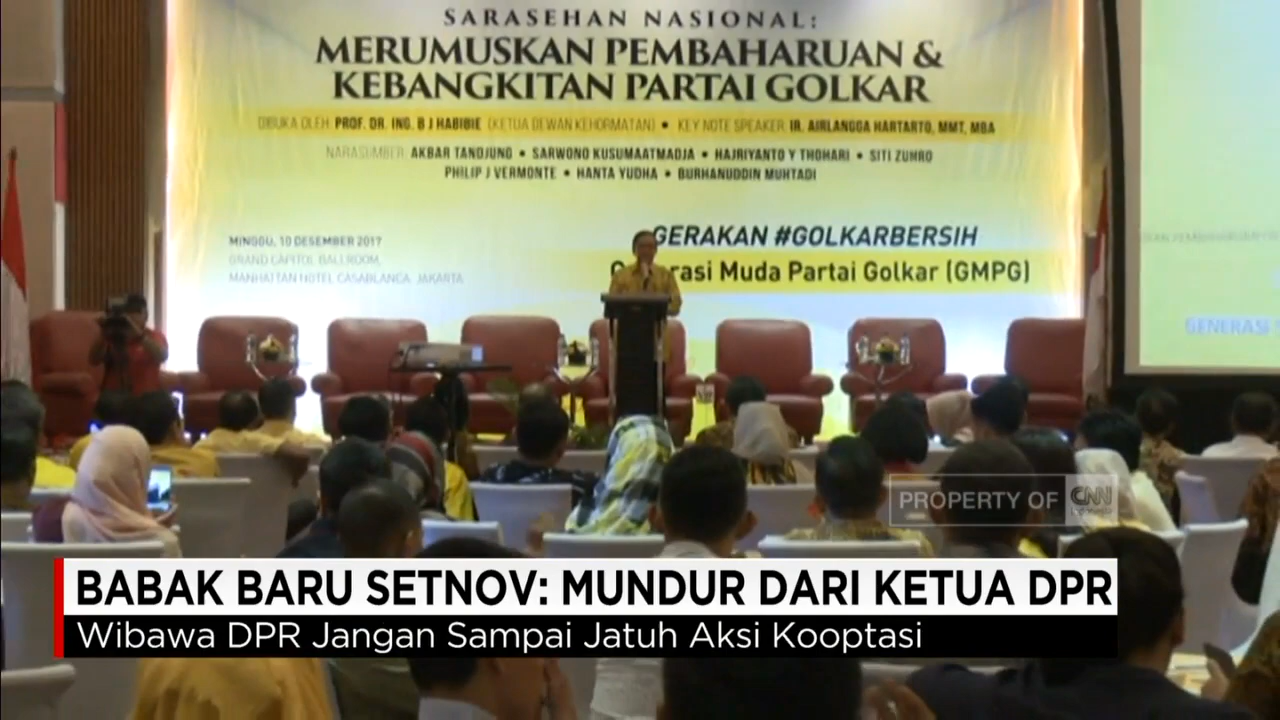 SARASEHAN NASIONAL:
MERUMUSKAN PEMBAHARUAN &
KEBANGKITAN PARTAI GOLKAR
DIBUKA OLEH: PROF. DR. ING. B J HABIBIE (KETUA DEWAN KEHORMATAN) • KEY NOTE SPEAKER: IR. AIRLANGGA HARTARTO, MMT, MBA
NARASUMBER: AKBAR TANDJUNG • SARWONO KUSUMAATMADJA • HAJRIYANTO Y THOHARI • SITI ZUHRO
PHILIP J VERMONTE • HANTA YUDHA • BURHANUDDIN MUHTADI
MINGGU, 10 DESEMBER 2017
GRAND CAPITOL BALLROOM,
MANHATTAN HOTEL CASABLANCA, JAKARTA
GERAKAN #GOLKARBERSIH
rasi Muda Partai Golkar (GMPG)
GENERASI
PROPERTY OF CNN
Indonesia
BABAK BARU SETNOV: MUNDUR DARI KETUA DPR
Wibawa DPR Jangan Sampai Jatuh Aksi Kooptasi